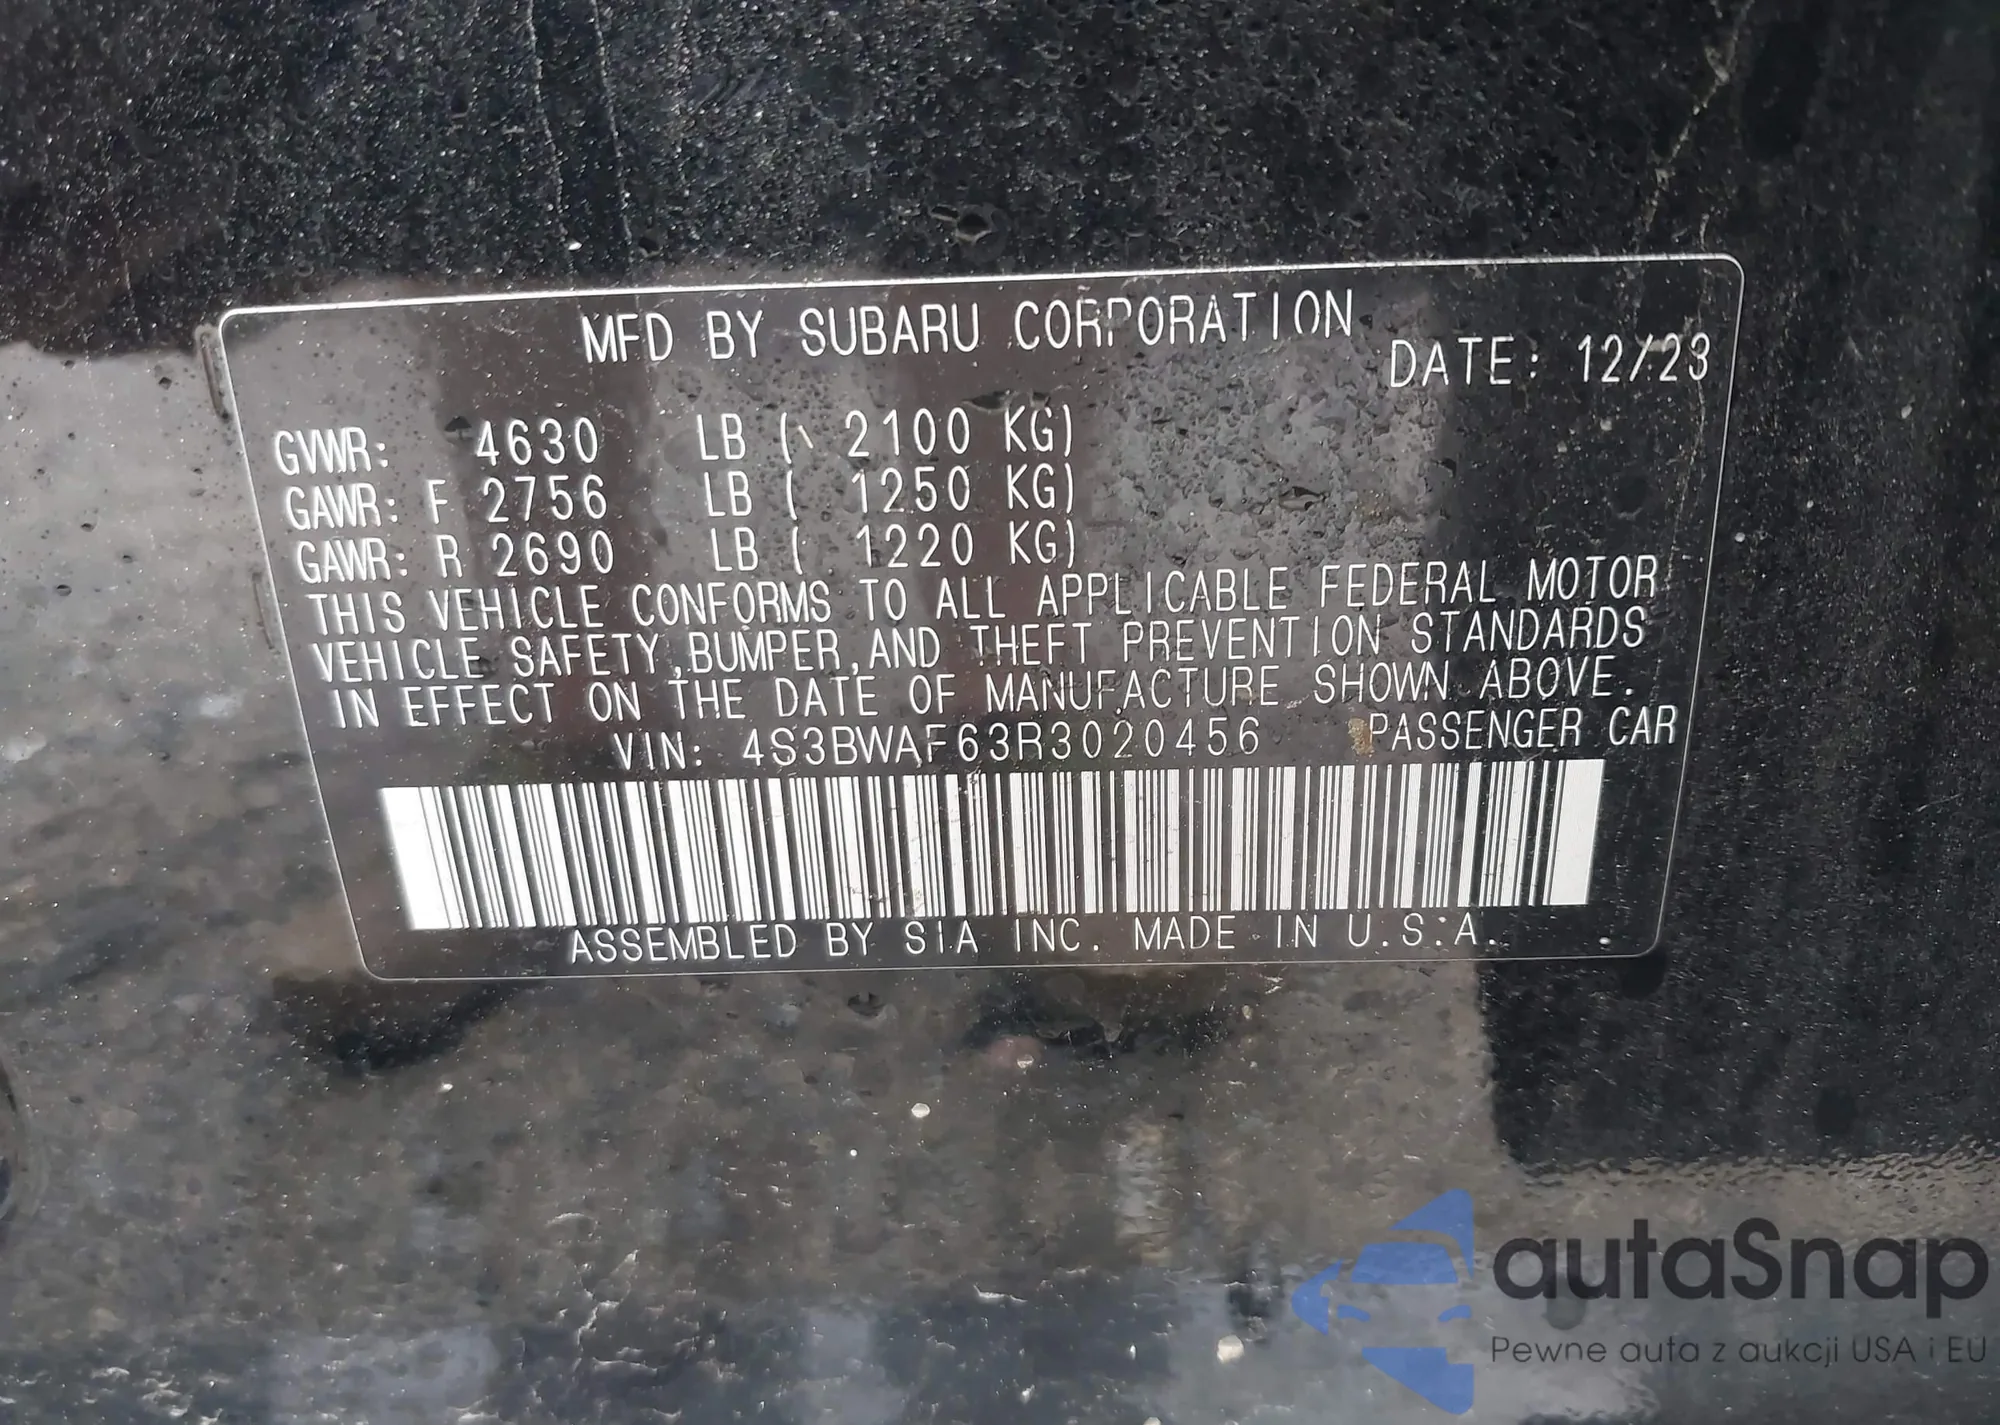 MFD BY SUBARU CORPORATION
DATE: 12/23
GVWR: 4630 LB ( 2100 KG)
GAWR: F 2756 LB ( 1250 KG)
GAWR: R 2690 LB ( 1220 KG)
THIS VEHICLE CONFORMS TO ALL APPLICABLE FEDERAL MOTOR
VEHICLE SAFETY,BUMPER,AND THEFT PREVENTION STANDARDS
IN EFFECT ON THE DATE OF MANUFACTURE SHOWN ABOVE.
VIN: 4S3BWAF63R3020456 PASSENGER CAR
ASSEMBLED BY SIA INC. MADE IN U.S.A.
autaSnap
Pewne auta z aukcji USA i EU